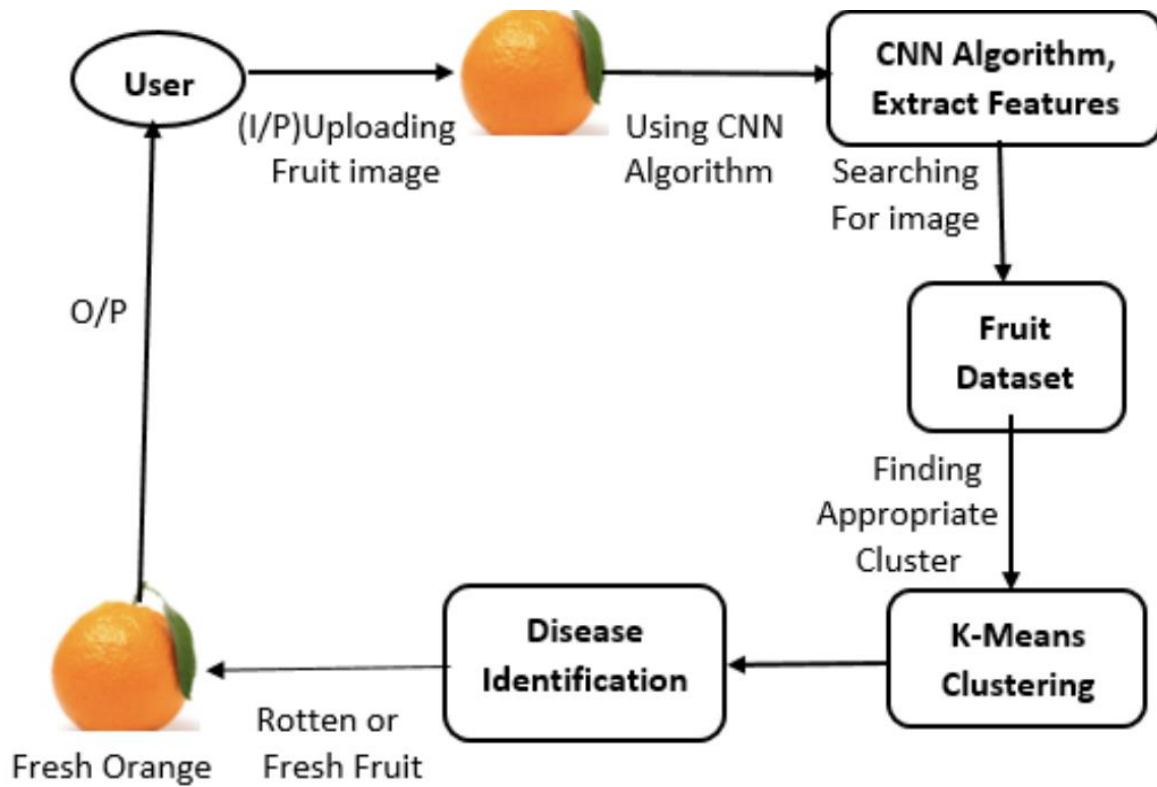 User
(I/P)Uploading
Fruit image
Using CNN
Algorithm
CNN Algorithm,
Extract Features
Searching
For image
Fruit
Dataset
Finding
Appropriate
Cluster
K-Means
Clustering
Disease
Identification
Rotten or
Fresh Fruit
Fresh Orange
O/P